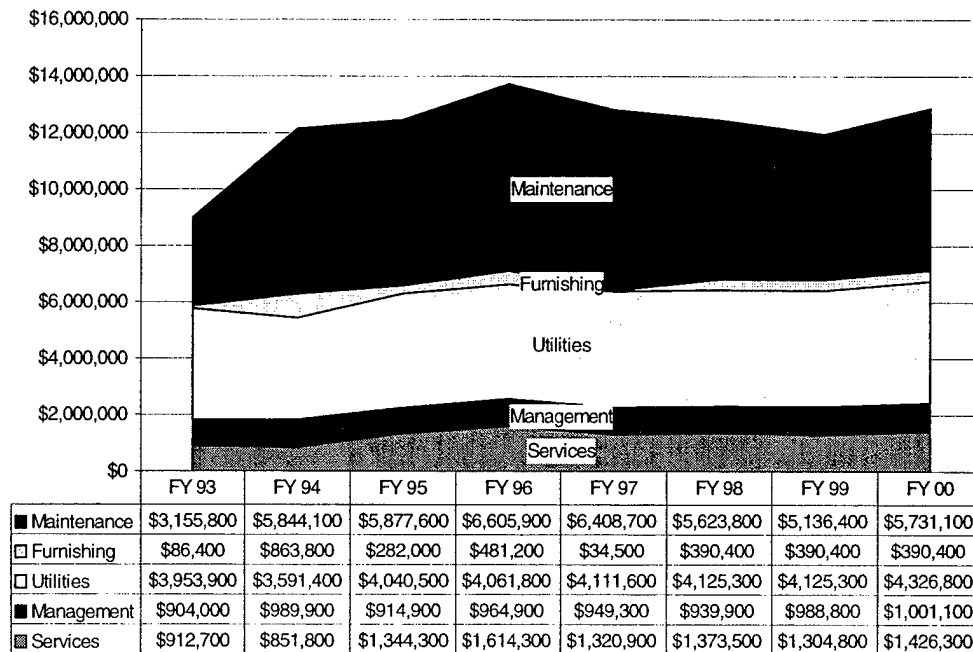 $16,000,000
$14,000,000
$12,000,000
$10,000,000
$8,000,000
$6,000,000
$4,000,000
$2,000,000
$0
Maintenance
Furnishing
Utilities
Management
Services
FY 93 FY 94 FY 95 FY 96 FY 97 FY 98 FY 99 FY 00
Maintenance $3,155,800 $5,844,100 $5,877,600 $6,605,900 $6,408,700 $5,623,800 $5,136,400 $5,731,100
Furnishing $86,400 $863,800 $282,000 $481,200 $34,500 $390,400 $390,400 $390,400
Utilities $3,953,900 $3,591,400 $4,040,500 $4,061,800 $4,111,600 $4,125,300 $4,125,300 $4,326,800
Management $904,000 $989,900 $914,900 $964,900 $949,300 $939,900 $988,800 $1,001,100
Services $912,700 $851,800 $1,344,300 $1,614,300 $1,320,900 $1,373,500 $1,304,800 $1,426,300